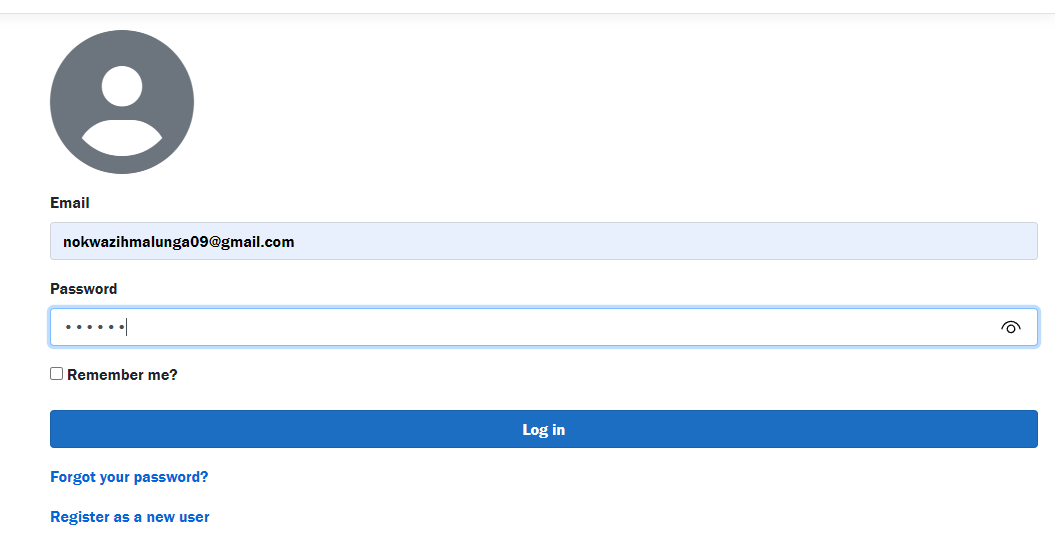 Email
nokwazihmalunga09@gmail.com
Password
••••••
Remember me?
Log in
Forgot your password?
Register as a new user